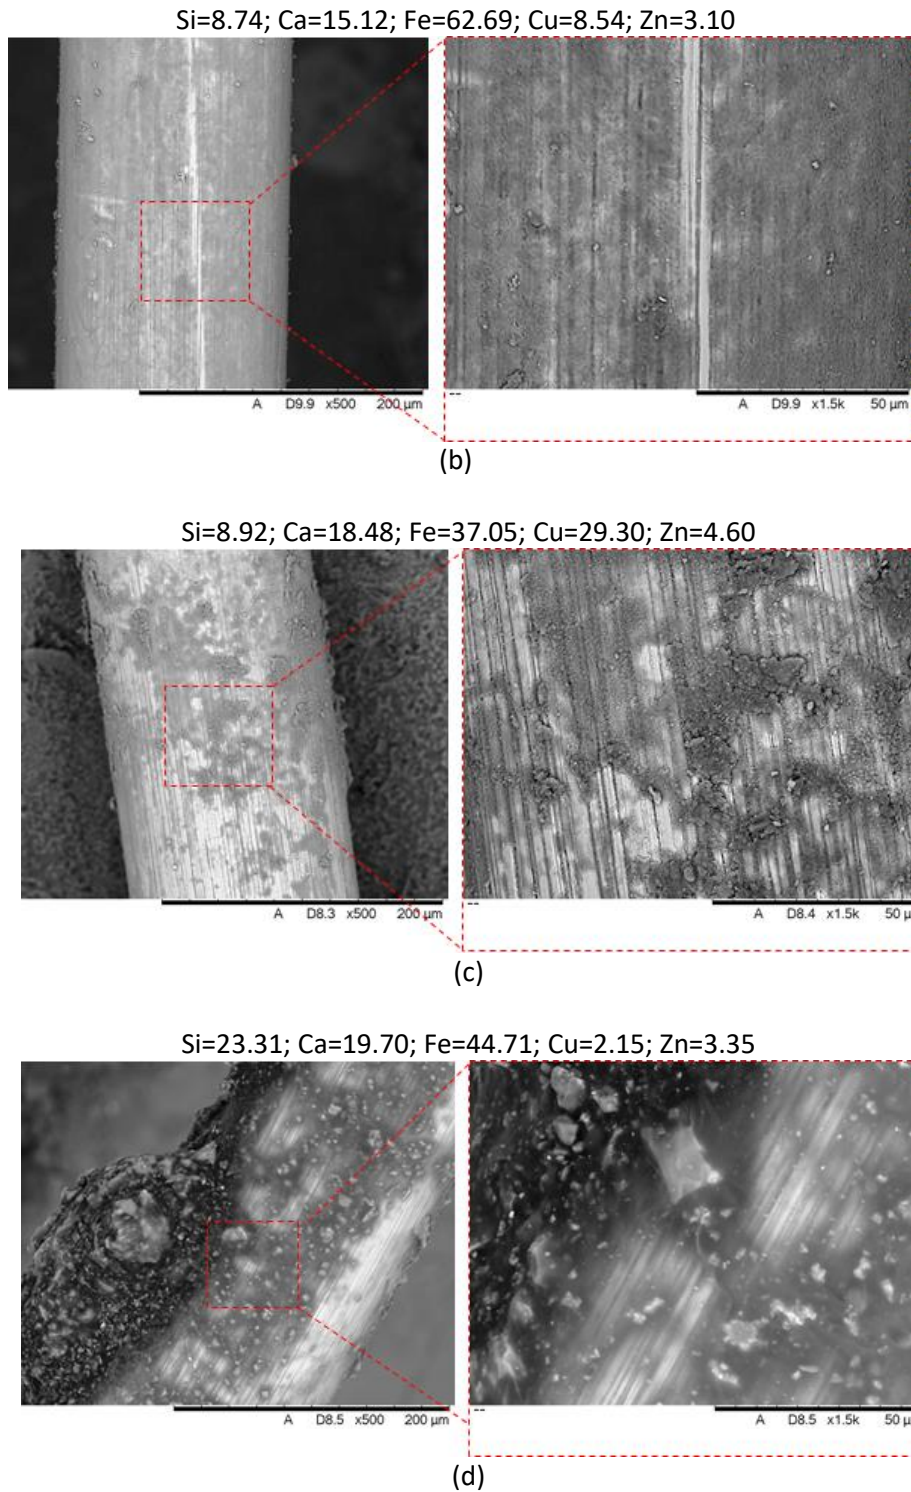 Si=8.74; Ca=15.12; Fe=62.69; Cu=8.54; Zn=3.10
A D9.9 x500 200 µm
A D9.9 x1.5k 50 µm
(b)
Si=8.92; Ca=18.48; Fe=37.05; Cu=29.30; Zn=4.60
A D8.3 x500 200 µm
A D8.4 x1.5k 50 µ
(c)
Si=23.31; Ca=19.70; Fe=44.71; Cu=2.15; Zn=3.35
A D8.5 x500 200 µm
A D8.5 x1.5k 50 µ
(d)